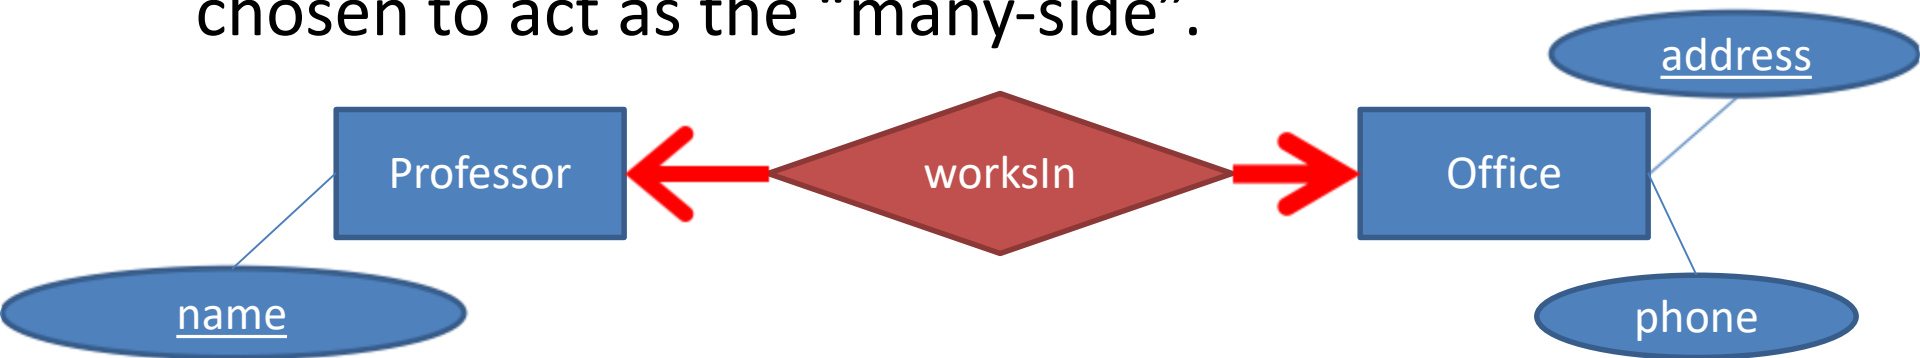 chosen to act as the “many-side”.
address
Professor
worksIn
Office
name
phone